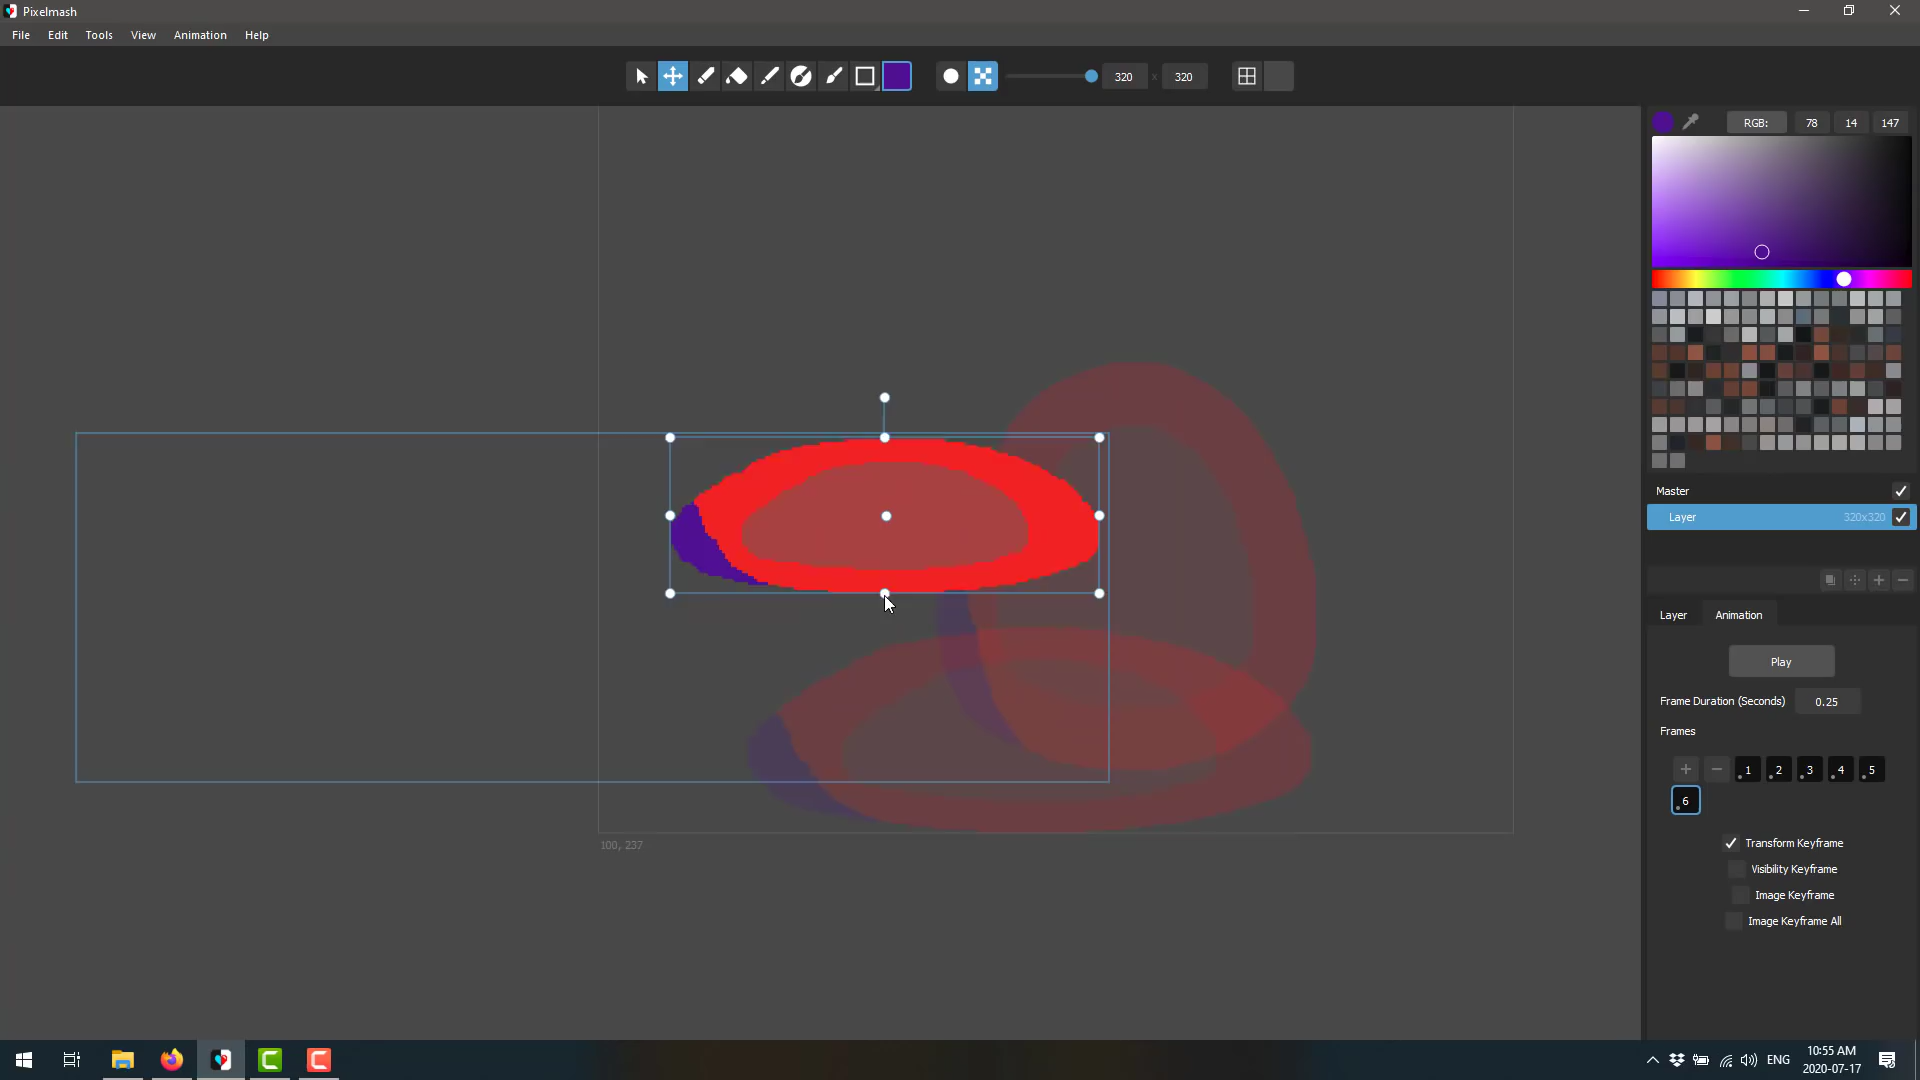 Pixelmash
File Edit Tools View Animation Help
320 x 320
RGB: 78 14 147
Master
Layer 320x320
Layer Animation
Play
Frame Duration (Seconds) 0.25
Frames
+ − 1 2 3 4 5
6
100, 237
Transform Keyframe
Visibility Keyframe
Image Keyframe
Image Keyframe All
ENG
10:55 AM
2020-07-17